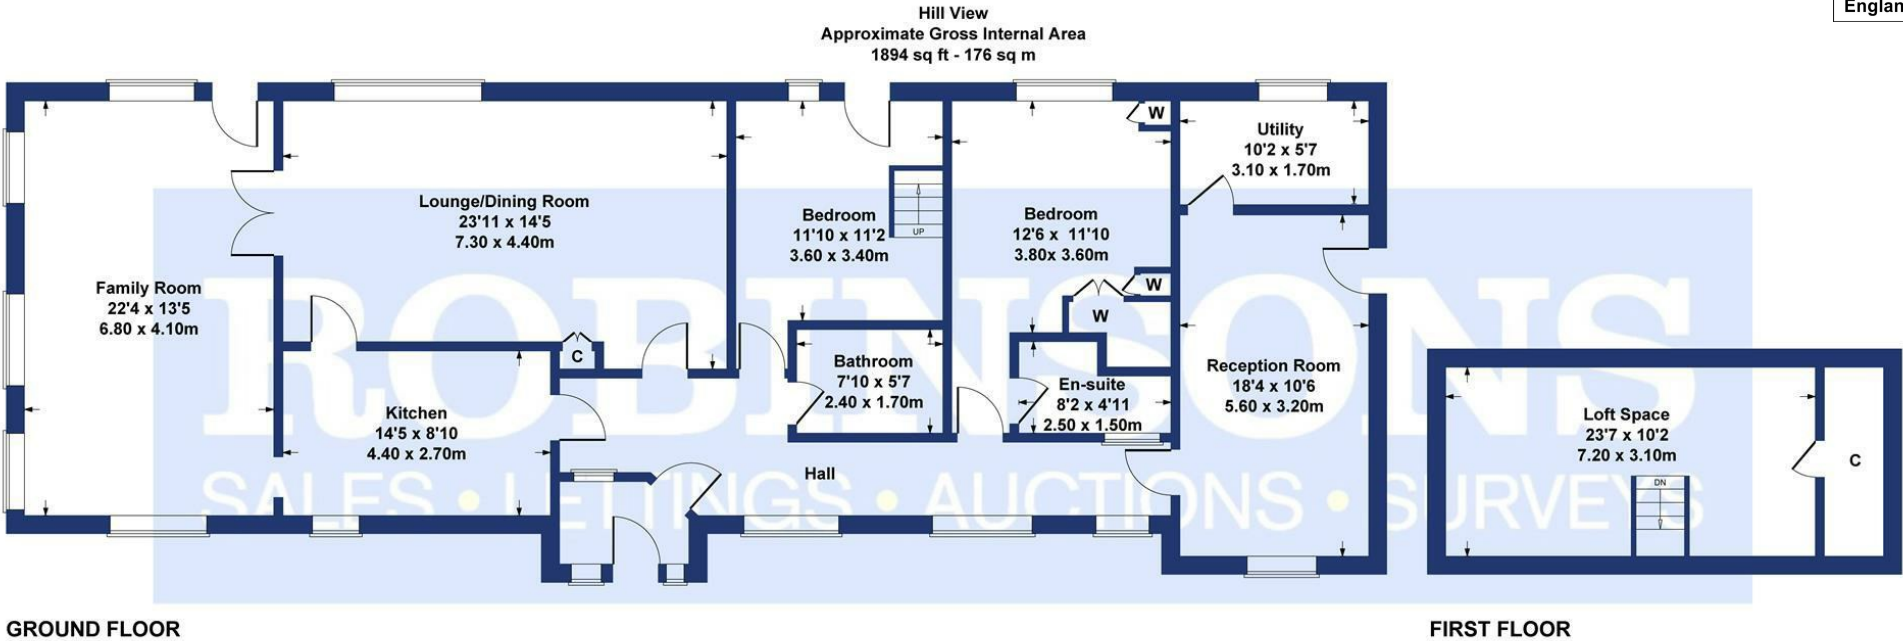 Hill View
Approximate Gross Internal Area
1894 sq ft - 176 sq m
Englan
Family Room
22'4 x 13'5
6.80 x 4.10m
Lounge/Dining Room
23'11 x 14'5
7.30 x 4.40m
C
Kitchen
14'5 x 8'10
4.40 x 2.70m
Bedroom
11'10 x 11'2
3.60 x 3.40m
UP
Bathroom
7'10 x 5'7
2.40 x 1.70m
Hall
Bedroom
12'6 x 11'10
3.80x 3.60m
W
W
W
En-suite
8'2 x 4'11
2.50 x 1.50m
Utility
10'2 x 5'7
3.10 x 1.70m
Reception Room
18'4 x 10'6
5.60 x 3.20m
Loft Space
23'7 x 10'2
7.20 x 3.10m
DN
C
ROBINSONS
SALES • LETTINGS • AUCTIONS • SURVEYS
GROUND FLOOR
FIRST FLOOR